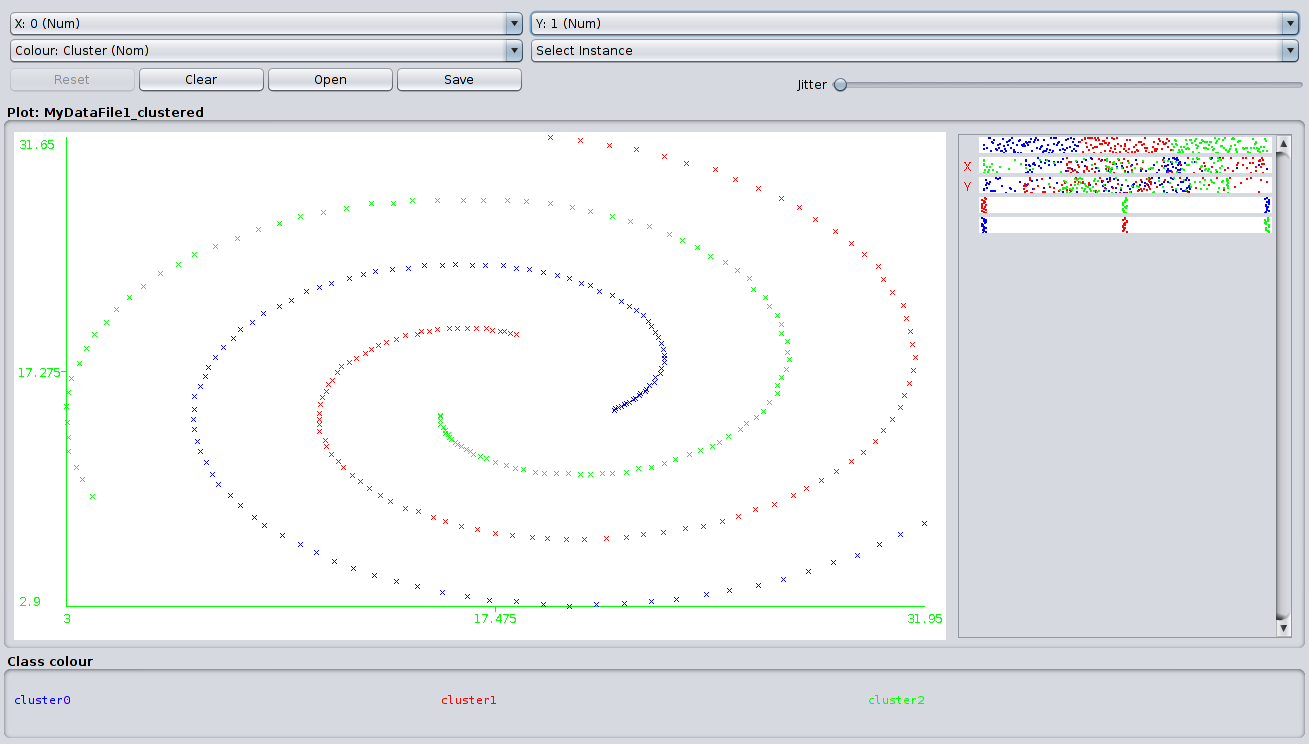 X: 0 (Num)
Y: 1 (Num)
Colour: Cluster (Nom)
Select Instance
Reset
Clear
Open
Save
Jitter
Plot: MyDataFile1_clustered
31.65
17.275
2.9
3
17.475
31.95
X
Y
Class colour
cluster0
cluster1
cluster2